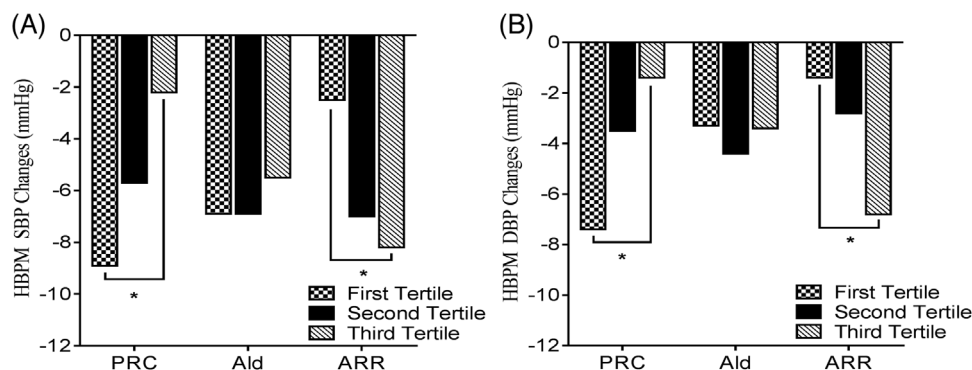 (A)
HBPM SBP Changes (mmHg)
0
-2
-4
-6
-8
-10
-12
*
*
First Tertile
Second Tertile
Third Tertile
PRC
Ald
ARR
(B)
HBPM DBP Changes (mmHg)
0
-2
-4
-6
-8
-10
-12
*
*
First Tertile
Second Tertile
Third Tertile
PRC
Ald
ARR